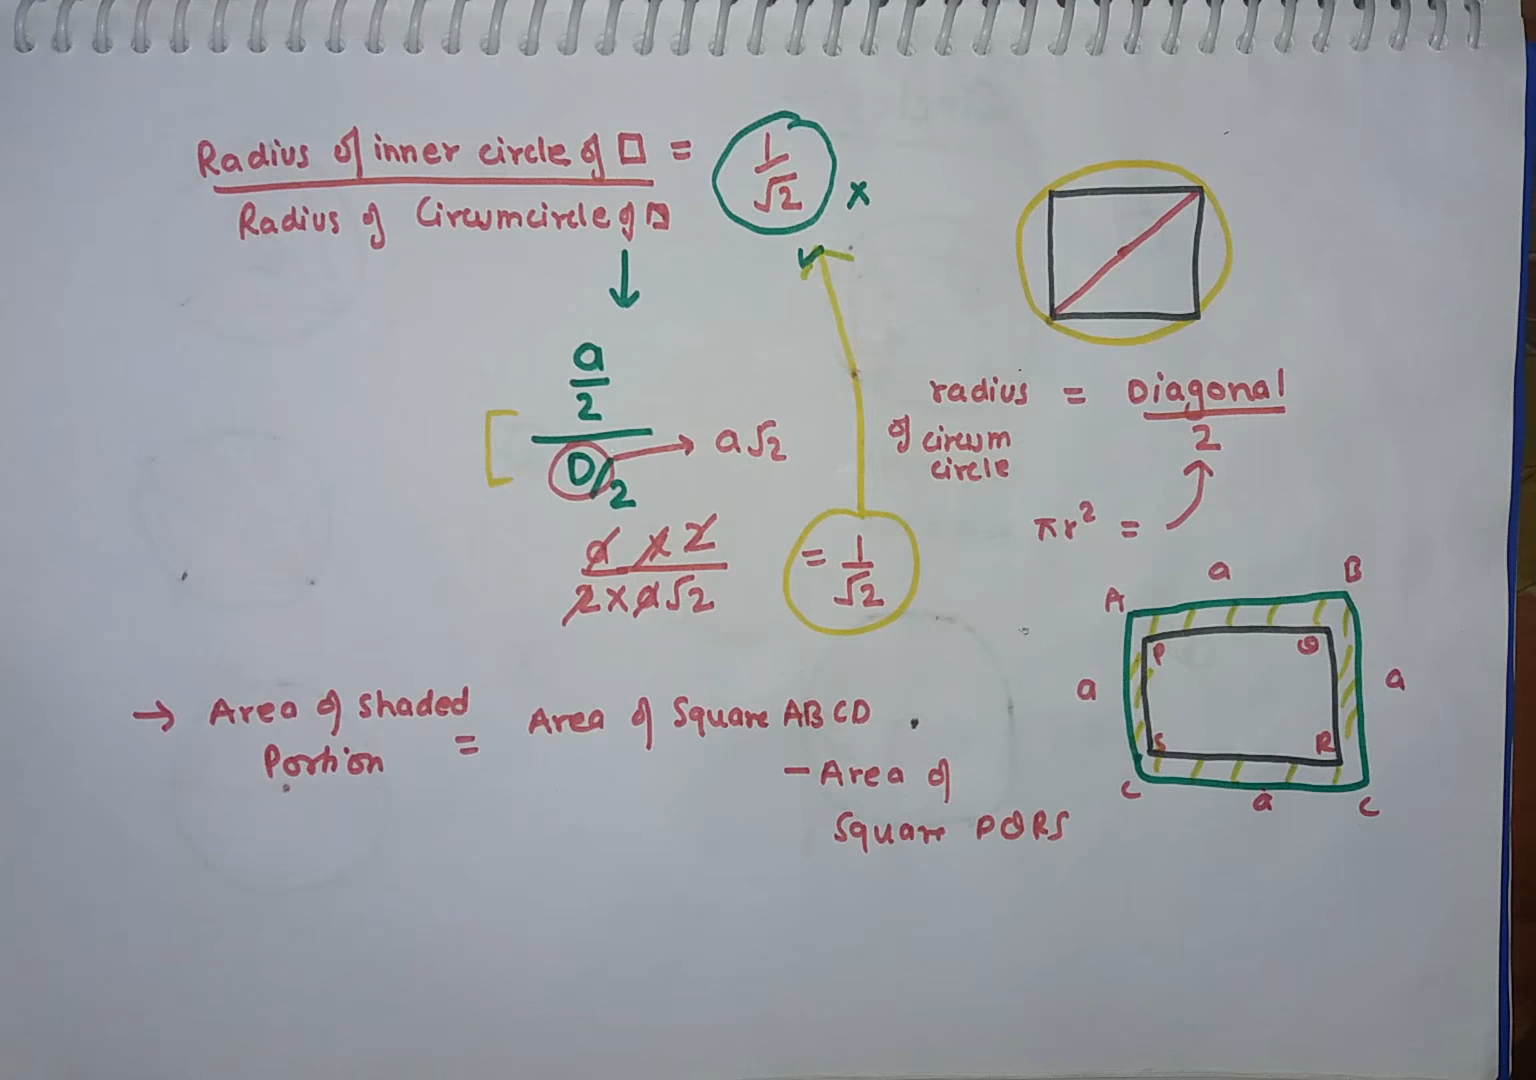 Radius of inner circle of □ = 1/√2 x
Radius of Circumcircle of □
a
2
D/2 → a√2
radius = Diagonal
of circum 2
circle
πr² =
a x 2 = 1/√2
2 x a√2
a
A B
P Q
a a
S R
C a C
→ Area of shaded = Area of Square ABCD
Portion
- Area of
Square PQRS